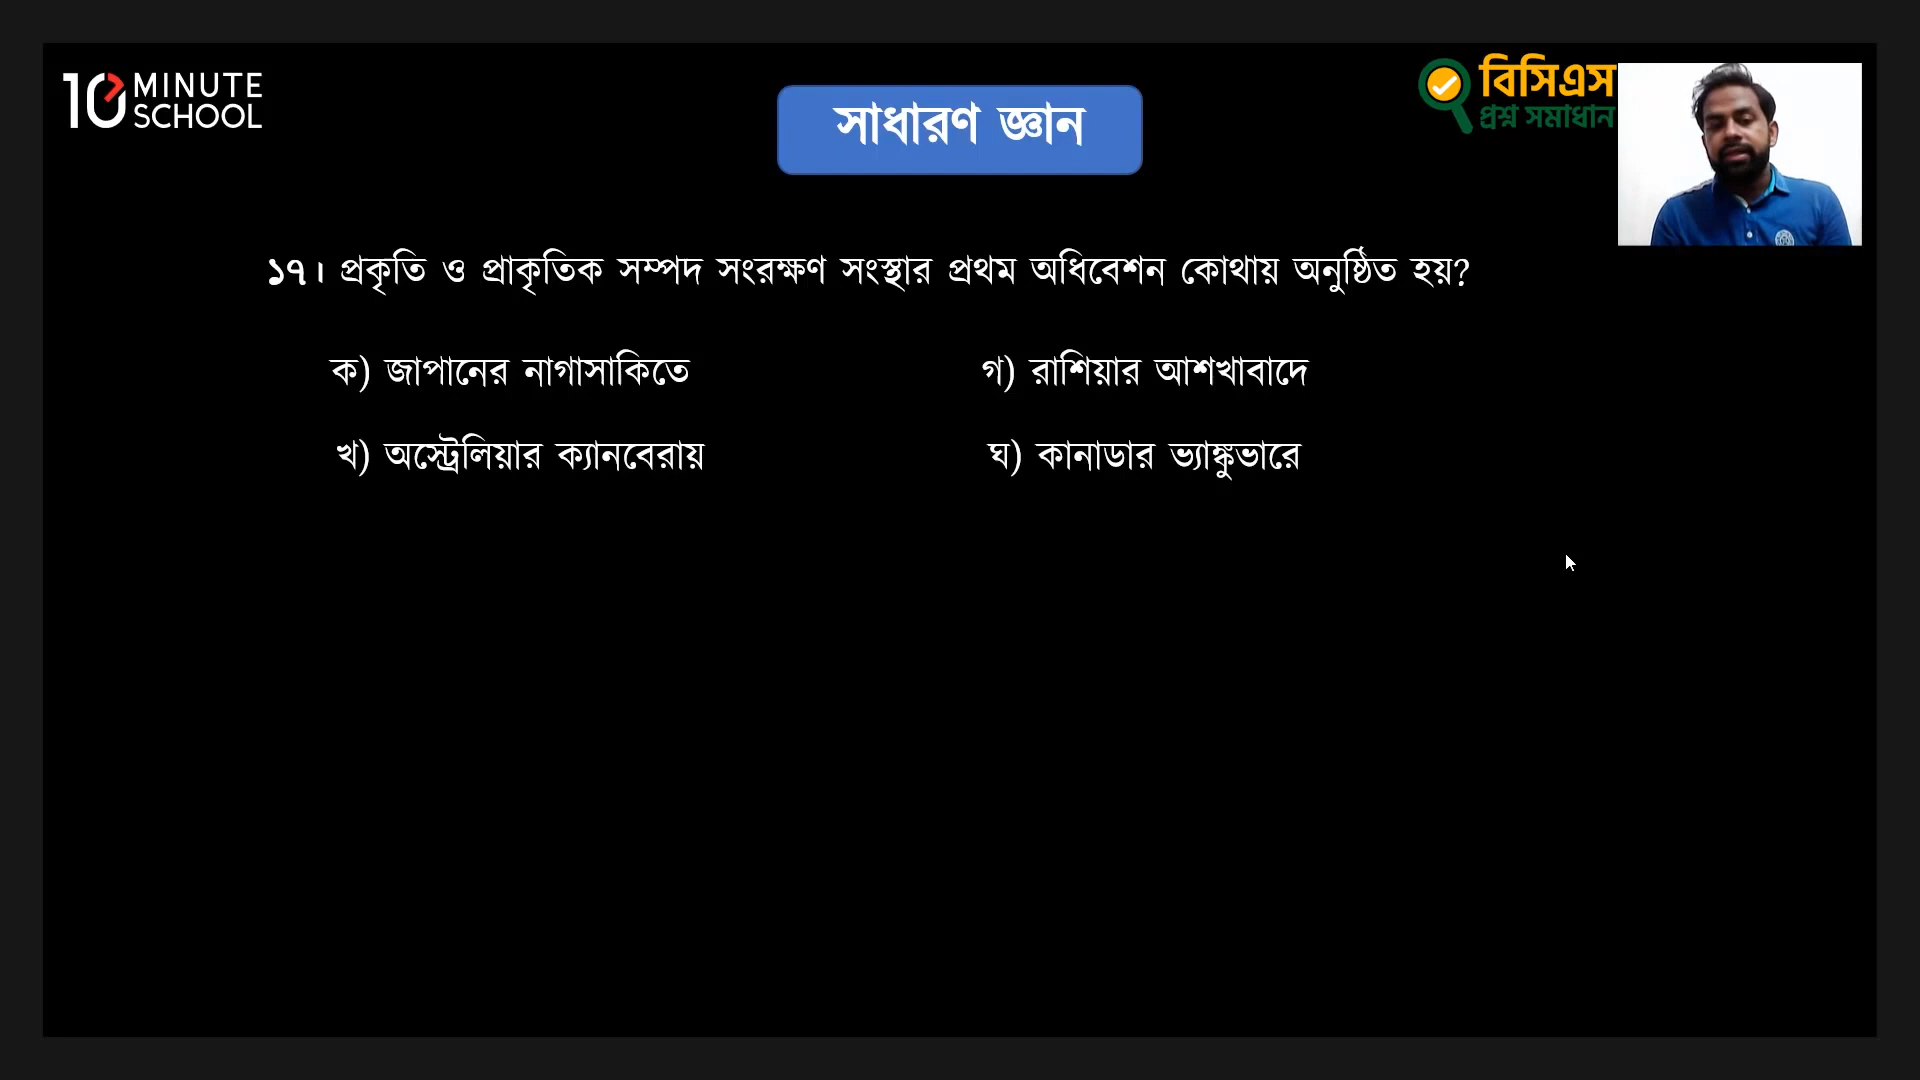 10 MINUTE SCHOOL
সাধারণ জ্ঞান
বিসিএস
প্রশ্ন সমাধান
১৭। প্রকৃতি ও প্রাকৃতিক সম্পদ সংরক্ষণ সংস্থার প্রথম অধিবেশন কোথায় অনুষ্ঠিত হয়?
ক) জাপানের নাগাসাকিতে
গ) রাশিয়ার আশখাবাদে
খ) অস্ট্রেলিয়ার ক্যানবেরায়
ঘ) কানাডার ভ্যাঙ্কুভারে